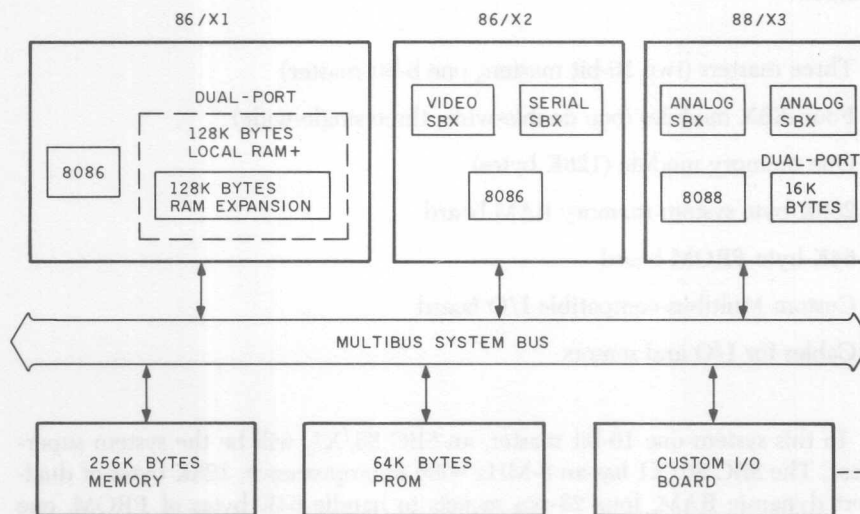 86/X1
86/X2
88/X3
DUAL-PORT
128K BYTES
LOCAL RAM+
8086
128K BYTES
RAM EXPANSION
VIDEO
SBX
SERIAL
SBX
8086
ANALOG
SBX
ANALOG
SBX
8088
DUAL-PORT
16K
BYTES
MULTIBUS SYSTEM BUS
256K BYTES
MEMORY
64K BYTES
PROM
CUSTOM I/O
BOARD